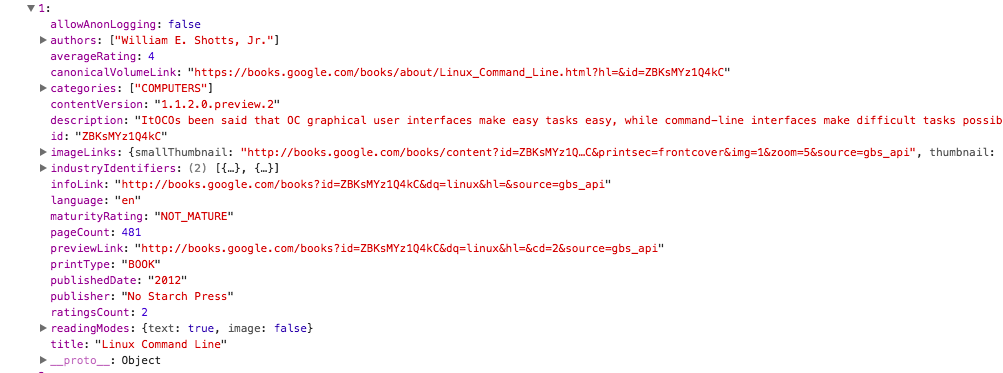 ▼1:
allowAnonLogging: false
▶authors: ["William E. Shotts, Jr."]
averageRating: 4
canonicalVolumeLink: "https://books.google.com/books/about/Linux_Command_Line.html?hl=&id=ZBKsMYz1Q4kC"
▶categories: ["COMPUTERS"]
contentVersion: "1.1.2.0.preview.2"
description: "ItOCOs been said that OC graphical user interfaces make easy tasks easy, while command-line interfaces make difficult tasks possib
id: "ZBKsMYz1Q4kC"
▶imageLinks: {smallThumbnail: "http://books.google.com/books/content?id=ZBKsMYz1Q…C&printsec=frontcover&img=1&zoom=5&source=gbs_api", thumbnail:
▶industryIdentifiers: (2) [{…}, {…}]
infoLink: "http://books.google.com/books?id=ZBKsMYz1Q4kC&dq=linux&hl=&source=gbs_api"
language: "en"
maturityRating: "NOT_MATURE"
pageCount: 481
previewLink: "http://books.google.com/books?id=ZBKsMYz1Q4kC&dq=linux&hl=&cd=2&source=gbs_api"
printType: "BOOK"
publishedDate: "2012"
publisher: "No Starch Press"
ratingsCount: 2
▶readingModes: {text: true, image: false}
title: "Linux Command Line"
▶__proto__: Object